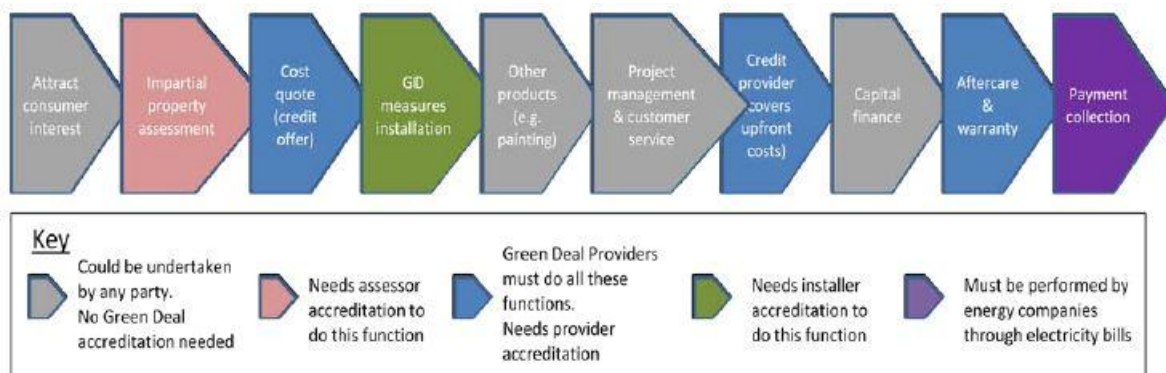 Attract
consumer
interest
Impartial
property
assessment
Cost
quote
(credit
offer)
GD
measures
installation
Other
products
(e.g.
painting)
Project
management
& customer
service
Credit
provider
covers
upfront
costs)
Capital
finance
Aftercare
&
warranty
Payment
collection
Key
Could be undertaken
by any party.
No Green Deal
accreditation needed
Needs assessor
accreditation to
do this function
Green Deal Providers
must do all these
functions.
Needs provider
accreditation
Needs installer
accreditation to
do this function
Must be performed by
energy companies
through electricity bills